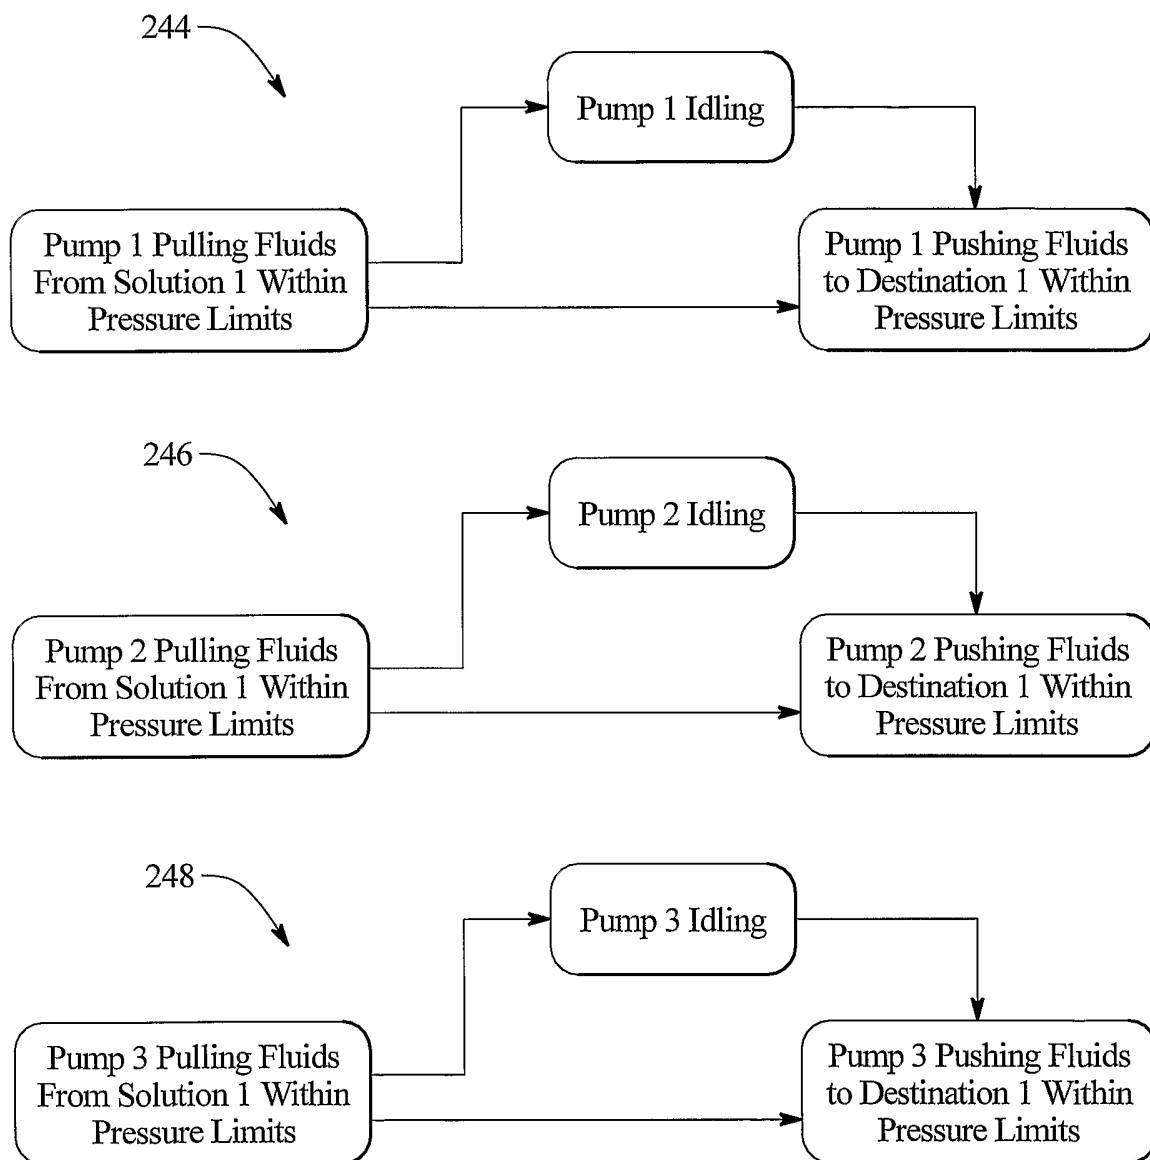 244
Pump 1 Idling
Pump 1 Pulling Fluids
From Solution 1 Within
Pressure Limits
Pump 1 Pushing Fluids
to Destination 1 Within
Pressure Limits
246
Pump 2 Idling
Pump 2 Pulling Fluids
From Solution 1 Within
Pressure Limits
Pump 2 Pushing Fluids
to Destination 1 Within
Pressure Limits
248
Pump 3 Idling
Pump 3 Pulling Fluids
From Solution 1 Within
Pressure Limits
Pump 3 Pushing Fluids
to Destination 1 Within
Pressure Limits